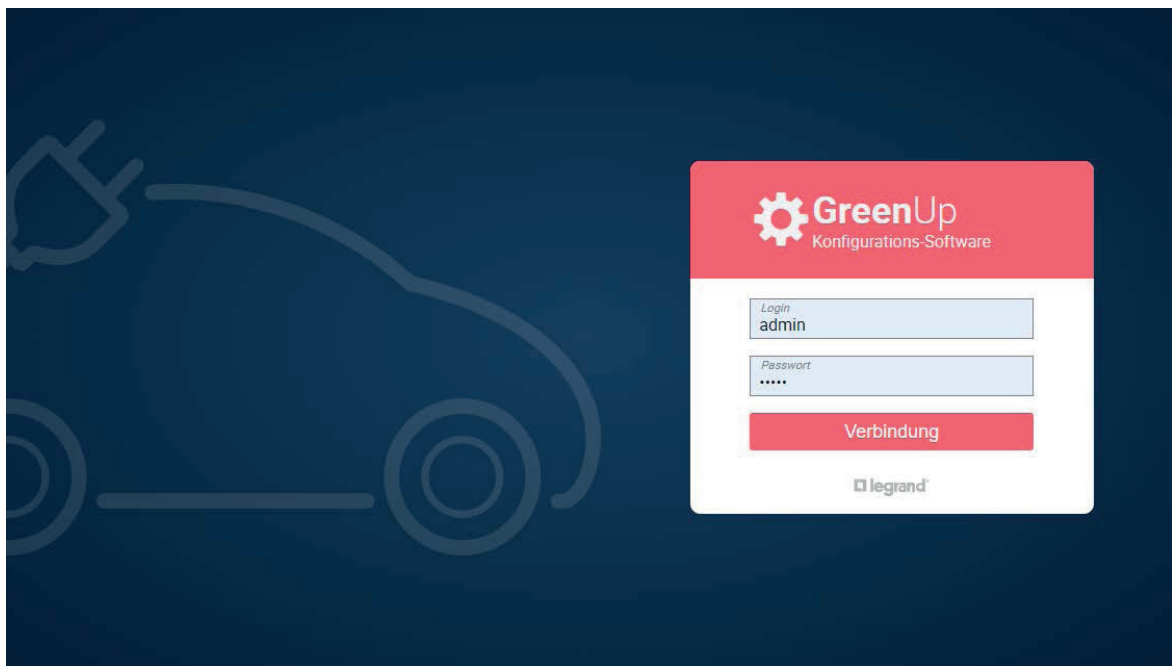 GreenUp
Konfigurations-Software
Login
admin
Passwort
•••••
Verbindung
legrand